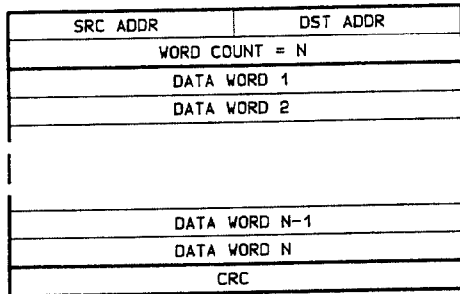 SRC ADDR DST ADDR
WORD COUNT = N
DATA WORD 1
DATA WORD 2
DATA WORD N-1
DATA WORD N
CRC